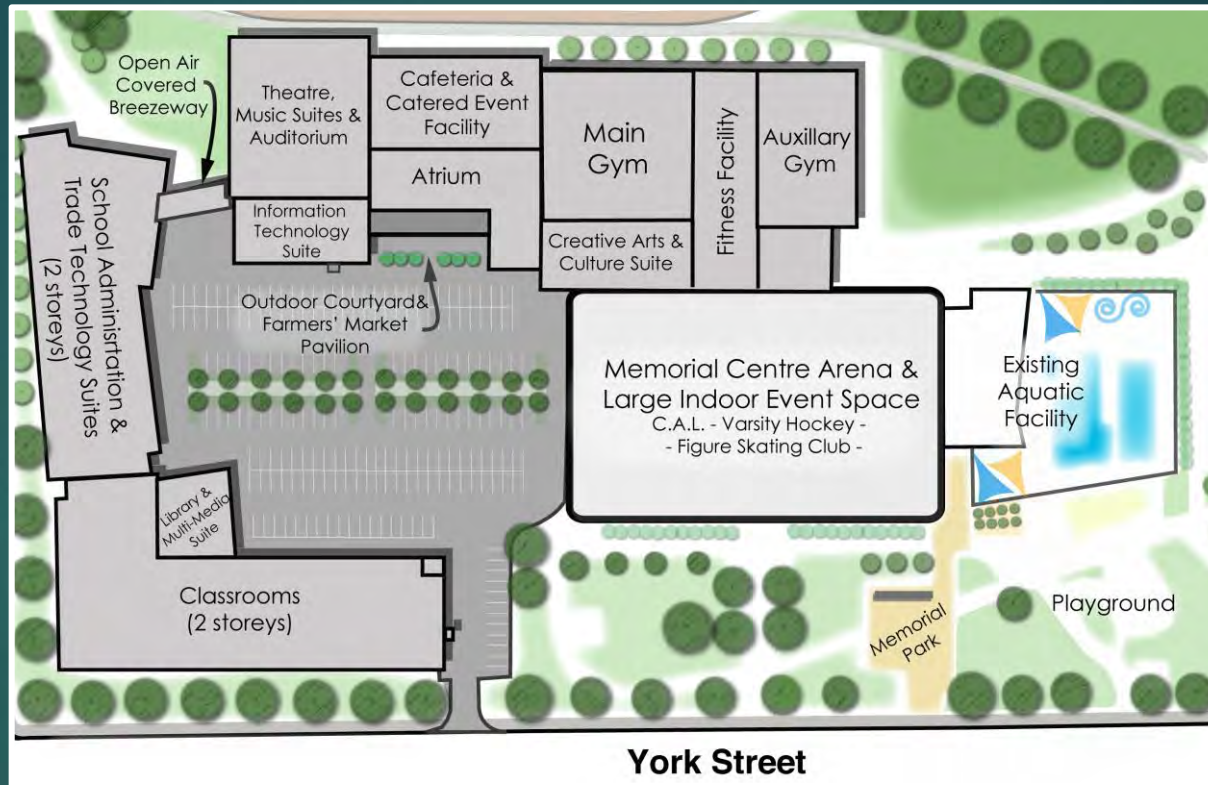 Open Air
Covered
Breezeway
Theatre,
Music Suites &
Auditorium
Cafeteria &
Catered Event
Facility
Main
Gym
Fitness Facility
Auxillary
Gym
Atrium
School Adminisrtation &
Trade Technology Suites
(2 storeys)
Information
Technology
Suite
Creative Arts &
Culture Suite
Outdoor Courtyard&
Farmers' Market
Pavilion
Memorial Centre Arena &
Large Indoor Event Space
C.A.L. - Varsity Hockey -
- Figure Skating Club -
Existing
Aquatic
Facility
Library &
Multi-Media
Suite
Classrooms
(2 storeys)
Memorial
Park
Playground
York Street